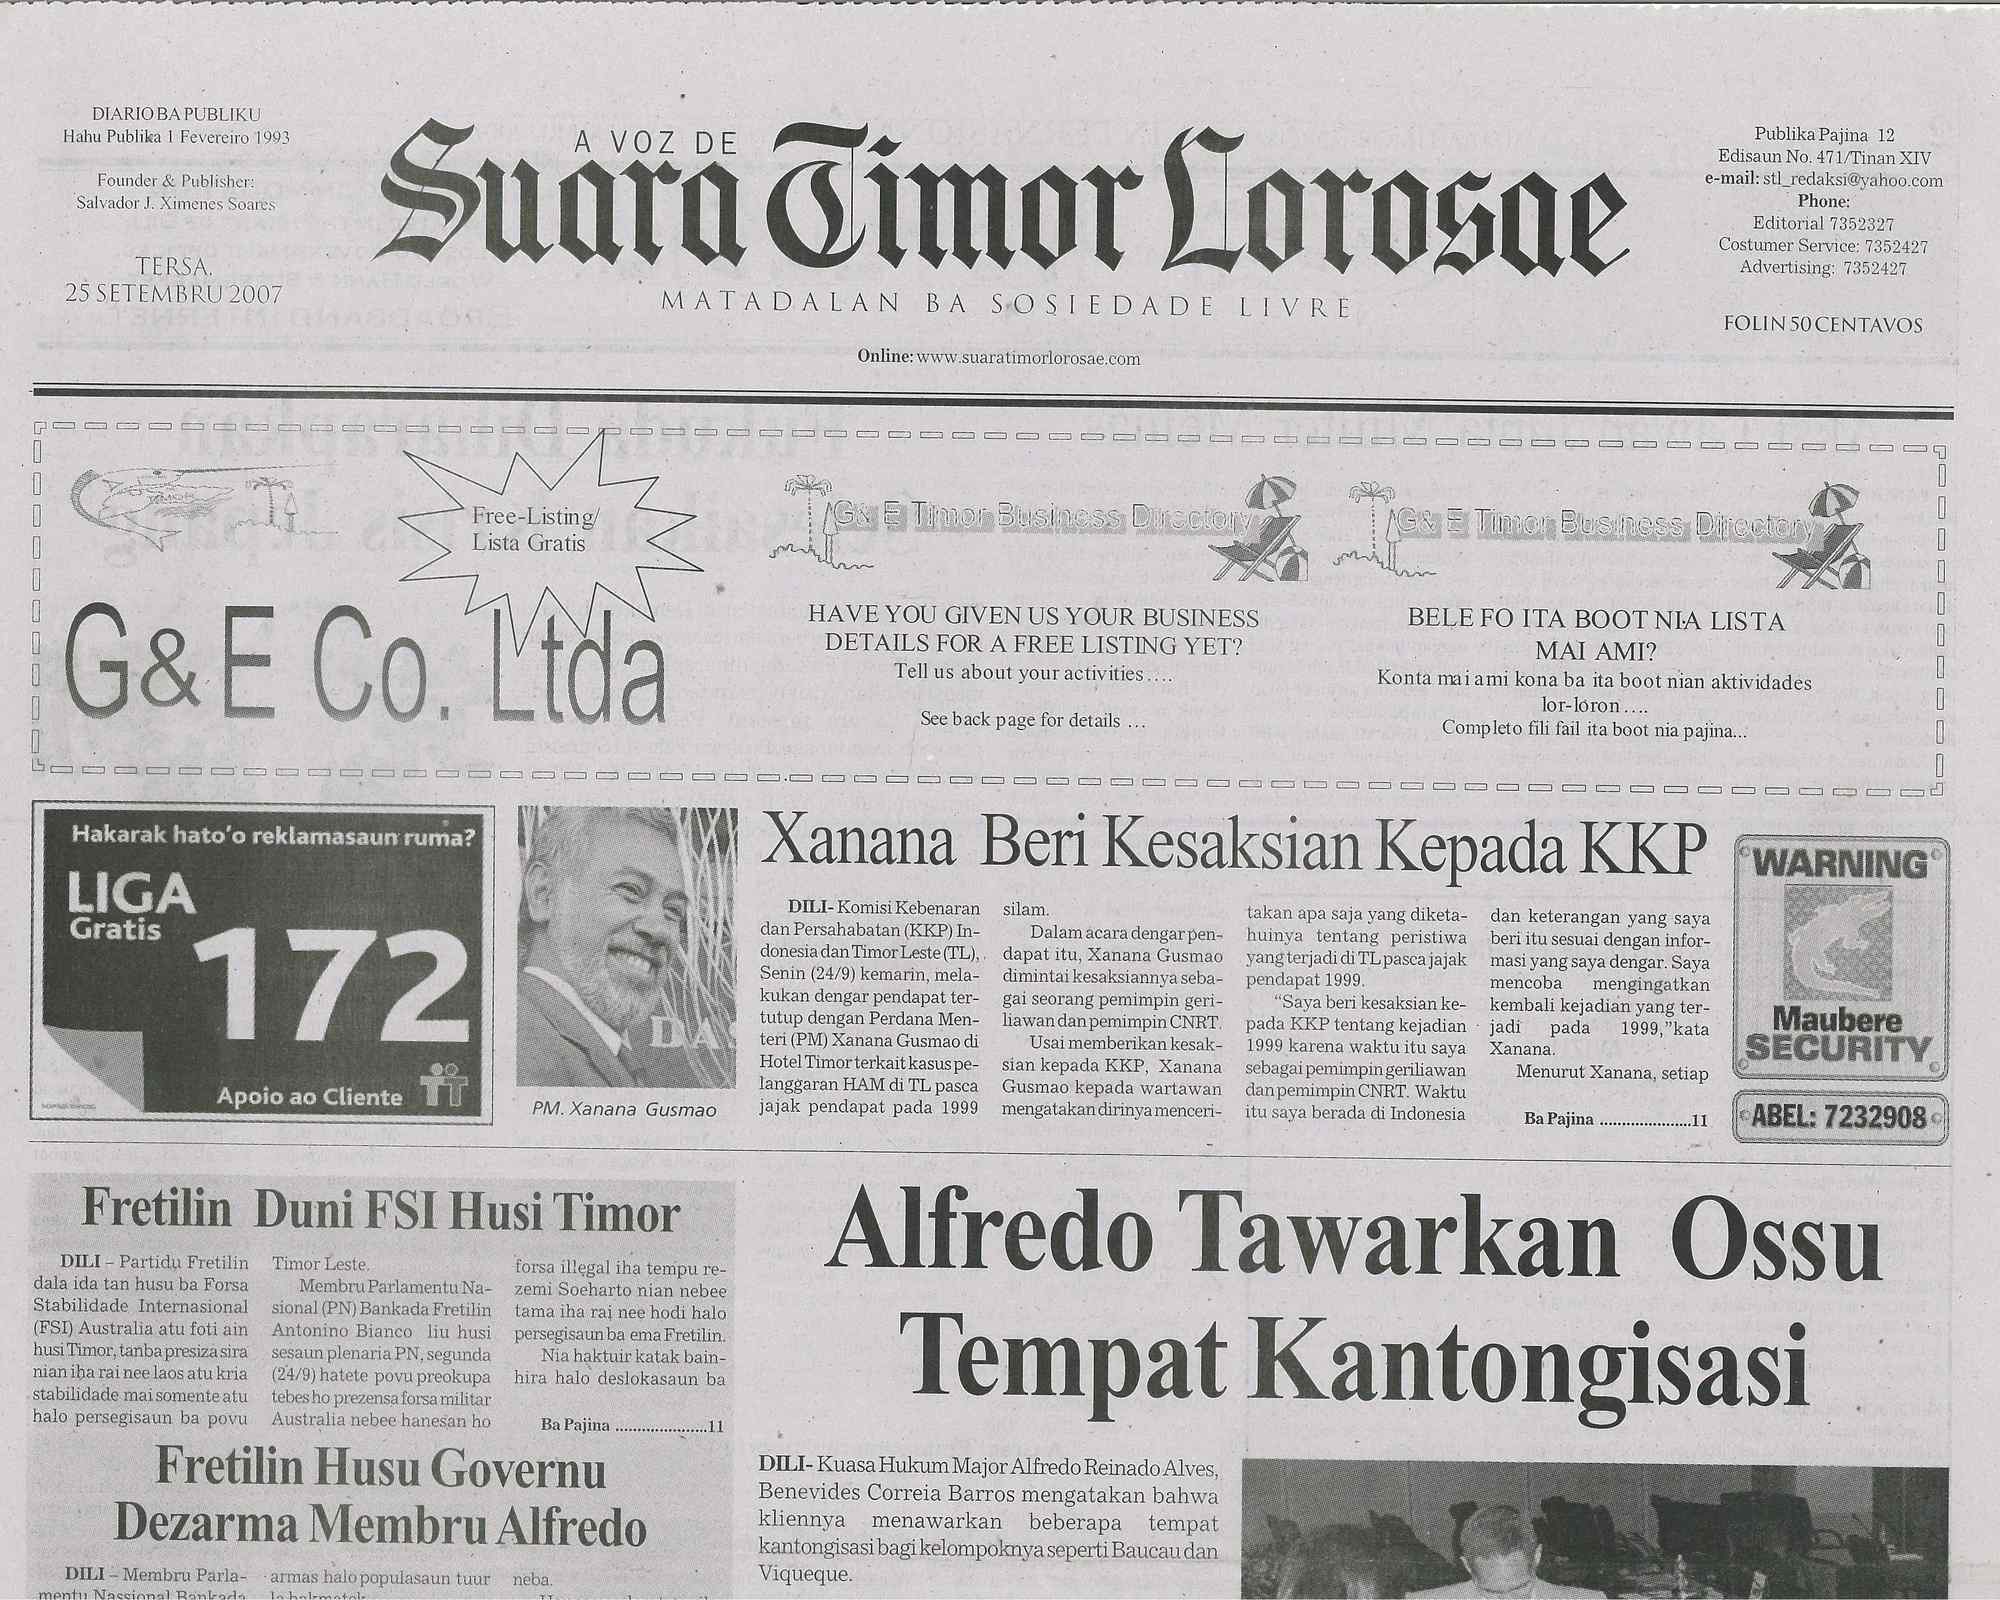 DIARIO BA PUBLIKU
Hahu Publika 1 Fevereiro 1993
Founder & Publisher:
Salvador J. Ximenes Soares
TERSA,
25 SETEMBRU 2007
A VOZ DE
Suara Timor Lorosae
MATADALAN BA SOSIEDADE LIVRE
Online: www.suaratimorlorosae.com
Publika Pajina 12
Edisaun No. 471/Tinan XIV
e-mail: stl_redaksi@yahoo.com
Phone:
Editorial 7352327
Costumer Service: 7352427
Advertising: 7352427
FOLIN 50 CENTAVOS
TIMOR
Free-Listing/
Lista Gratis
G&E Co. Ltda
G& E Timor Business Directory
HAVE YOU GIVEN US YOUR BUSINESS
DETAILS FOR A FREE LISTING YET?
Tell us about your activities....
See back page for details ...
G& E Timor Business Directory
BELE FO ITA BOOT NIA LISTA
MAI AMI?
Konta mai ami kona ba ita boot nian aktividades
lor-loron....
Completo fili fail ita boot nia pajina...
Hakarak hato'o reklamasaun ruma?
LIGA
Gratis
172
Apoio ao Cliente
PM. Xanana Gusmao
Xanana Beri Kesaksian Kepada KKP
DILI- Komisi Kebenaran
dan Persahabatan (KKP) In-
donesia dan Timor Leste (TL),
Senin (24/9) kemarin, mela-
kukan dengar pendapat ter-
tutup dengan Perdana Men-
teri (PM) Xanana Gusmao di
Hotel Timor terkait kasus pe-
langgaran HAM di TL pasca
jajak pendapat pada 1999
silam.
Dalam acara dengar pen-
dapat itu, Xanana Gusmao
dimintai kesaksiannya seba-
gai seorang pemimpin geri-
liawan dan pemimpin CNRT.
Usai memberikan kesak-
sian kepada KKP, Xanana
Gusmao kepada wartawan
mengatakan dirinya menceri-
takan apa saja yang diketa-
huinya tentang peristiwa
yang terjadi di TL pasca jajak
pendapat 1999.
"Saya beri kesaksian ke-
pada KKP tentang kejadian
1999 karena waktu itu saya
sebagai pemimpin geriliawan
dan pemimpin CNRT. Waktu
itu saya berada di Indonesia
dan keterangan yang saya
beri itu sesuai dengan infor-
masi yang saya dengar. Saya
mencoba mengingatkan
kembali kejadian yang ter-
jadi pada 1999,"kata
Xanana.
Menurut Xanana, setiap
Ba Pajina .....................11
WARNING
Maubere
SECURITY
ABEL: 7232908
Fretilin Duni FSI Husi Timor
DILI – Partidu Fretilin
dala ida tan husu ba Forsa
Stabilidade Internasional
(FSI) Australia atu foti ain
husi Timor, tanba presiza sira
nian iha rai nee laos atu kria
stabilidade mai somente atu
halo persegisaun ba povu
Timor Leste.
Membru Parlamentu Na-
sional (PN) Bankada Fretilin
Antonino Bianco liu husi
sesaun plenaria PN, segunda
(24/9) hatete povu preokupa
tebes ho prezensa forsa militar
Australia nebee hanesan ho
forsa illegal iha tempu re-
zemi Soeharto nian nebee
tama iha rai nee hodi halo
persegisaun ba ema Fretilin.
Nia haktuir katak bain-
hira halo deslokasaun ba
Ba Pajina .....................11
Fretilin Husu Governu
Dezarma Membru Alfredo
DILI – Membru Parla-
mentu Nassional Bankada
armas halo populasaun tuur
la hakmatek
neba.
Alfredo Tawarkan Ossu
Tempat Kantongisasi
DILI- Kuasa Hukum Major Alfredo Reinado Alves,
Benevides Correia Barros mengatakan bahwa
kliennya menawarkan beberapa tempat
kantongisasi bagi kelompoknya seperti Baucau dan
Viqueque.